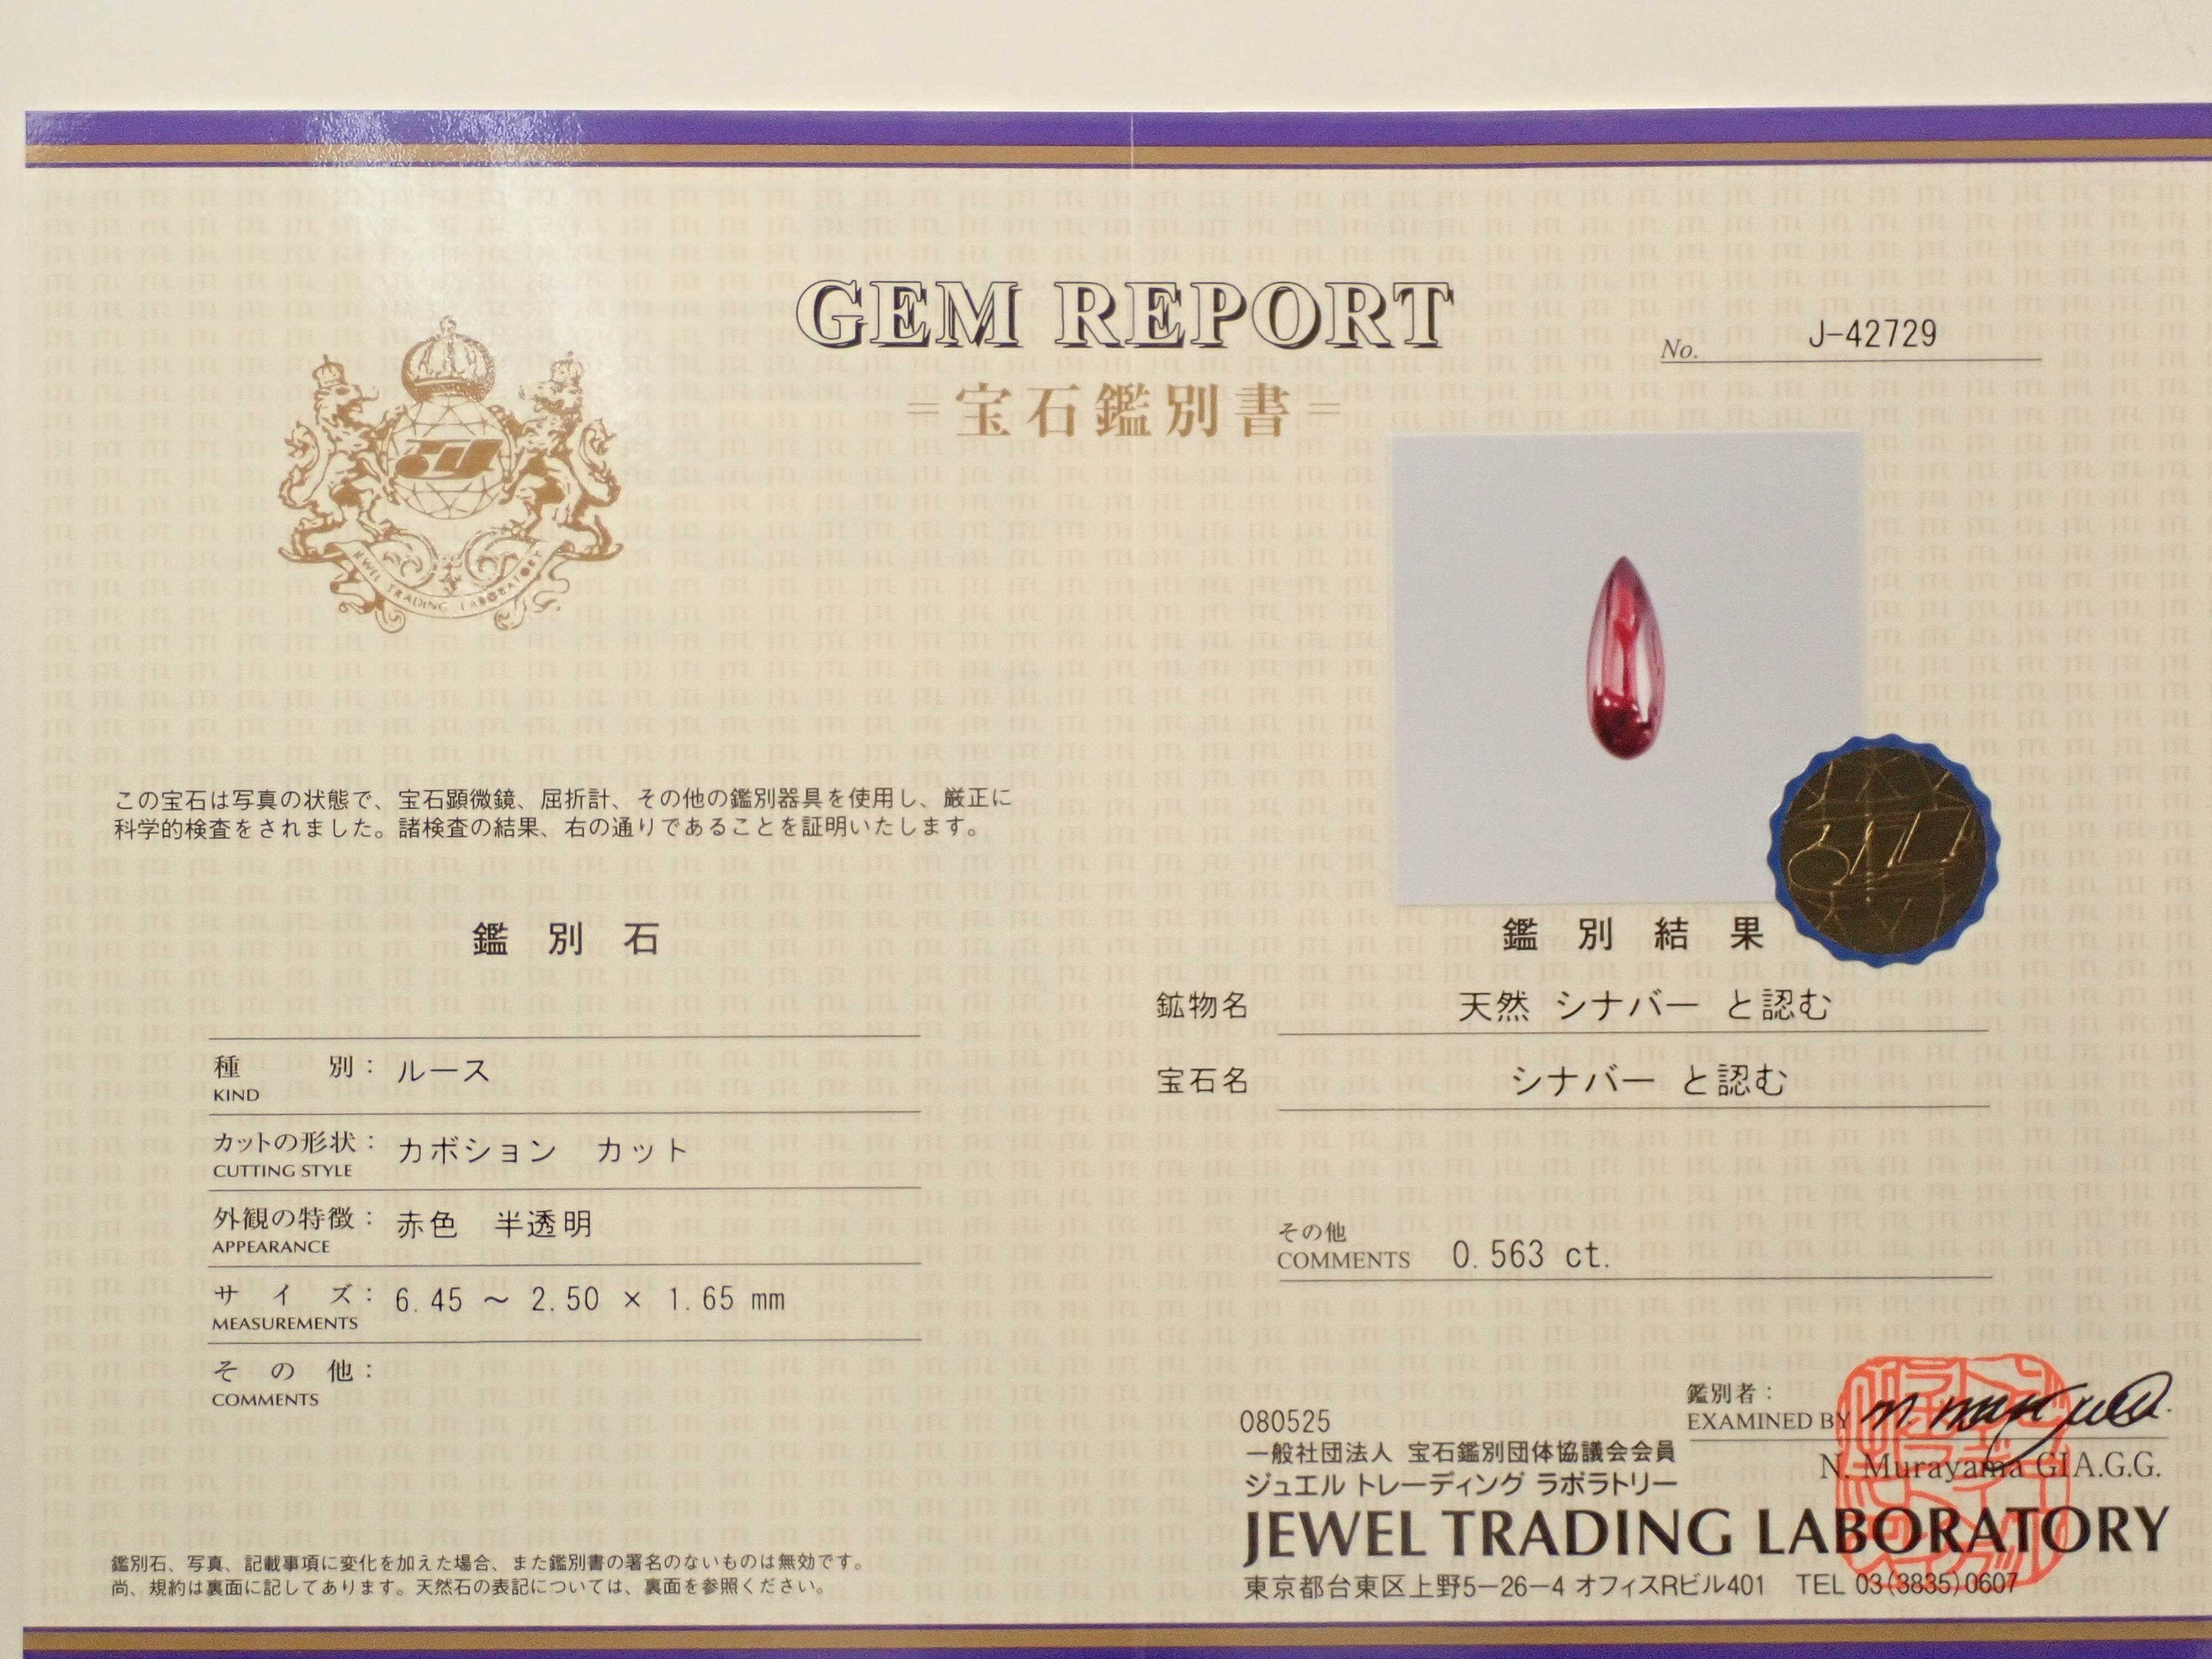 GEM REPORT
=宝石鑑別書=
No. J-42729
JEWEL TRADING LABORATORY
この宝石は写真の状態で、宝石顕微鏡、屈折計、その他の鑑別器具を使用し、厳正に
科学的検査をされました。諸検査の結果、右の通りであることを証明いたします。
鑑別石
種別: ルース
KIND
カットの形状: カボション カット
CUTTING STYLE
外観の特徴: 赤色 半透明
APPEARANCE
サイズ: 6.45 ～ 2.50 × 1.65 mm
MEASUREMENTS
その他:
COMMENTS
鑑別石、写真、記載事項に変化を加えた場合、また鑑別書の署名のないものは無効です。
尚、規約は裏面に記してあります。天然石の表記については、裏面を参照ください。
鑑別結果
鉱物名 天然 シナバー と認む
宝石名 シナバー と認む
その他
COMMENTS 0.563 ct.
鑑別者:
EXAMINED BY
N. Murayama GIA.G.G.
080525
一般社団法人 宝石鑑別団体協議会会員
ジュエル トレーディング ラボラトリー
JEWEL TRADING LABORATORY
東京都台東区上野5-26-4 オフィスRビル401 TEL 03(3835)0607